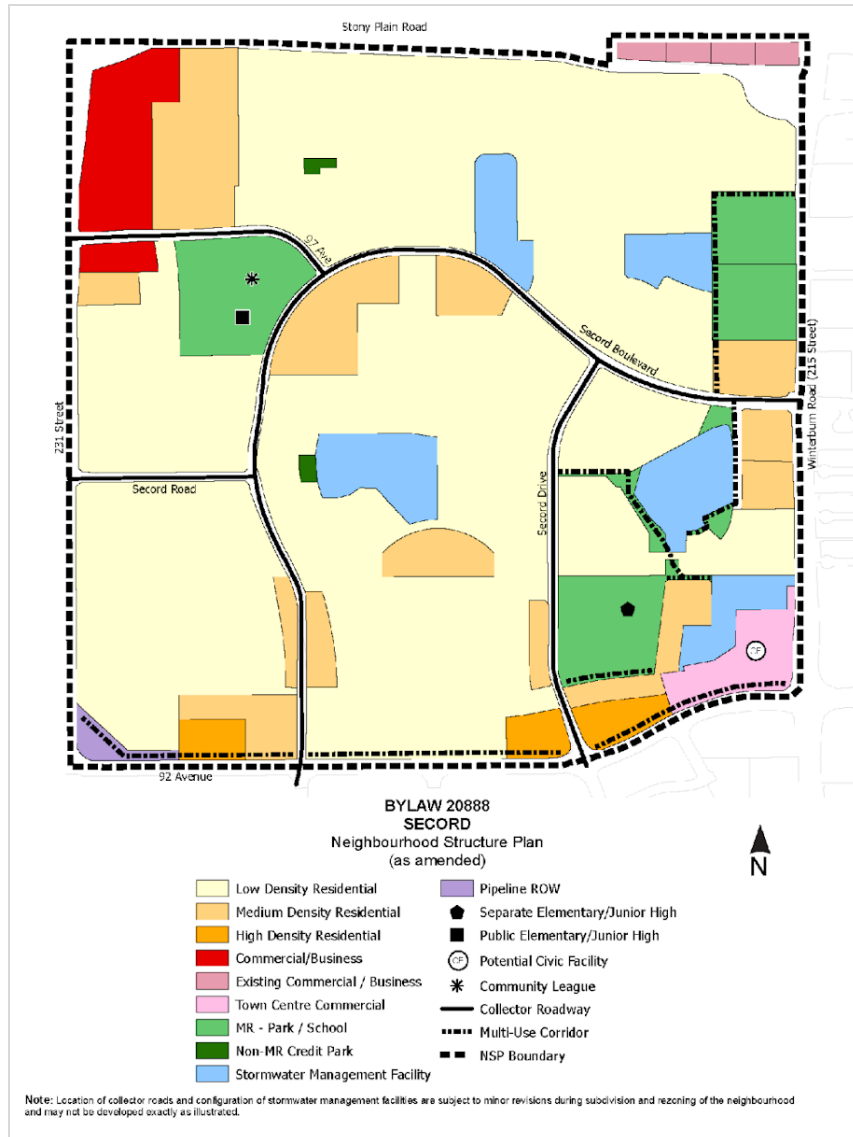 Stony Plain Road
97 Ave
Secord Boulevard
Winterburn Road (215 Street)
231 Street
Secord Road
Secord Drive
CF
92 Avenue
BYLAW 20888
SECORD
Neighbourhood Structure Plan
(as amended)
N
Low Density Residential
Medium Density Residential
High Density Residential
Commercial/Business
Existing Commercial / Business
Town Centre Commercial
MR - Park / School
Non-MR Credit Park
Stormwater Management Facility
Pipeline ROW
Separate Elementary/Junior High
Public Elementary/Junior High
CF Potential Civic Facility
Community League
Collector Roadway
Multi-Use Corridor
NSP Boundary
Note: Location of collector roads and configuration of stormwater management facilities are subject to minor revisions during subdivision and rezoning of the neighbourhood
and may not be developed exactly as illustrated.